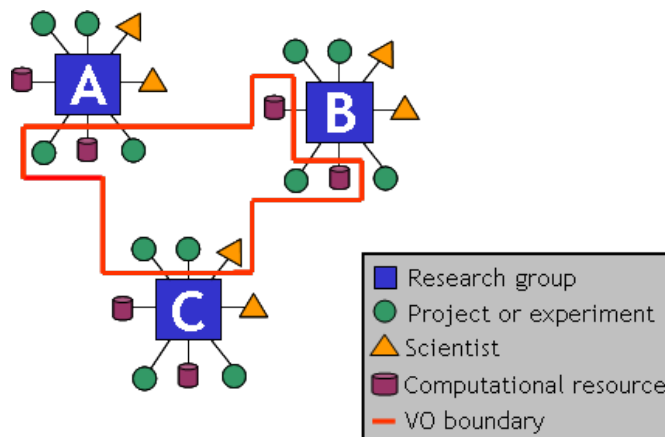 A
B
C
Research group
Project or experiment
Scientist
Computational resource
VO boundary